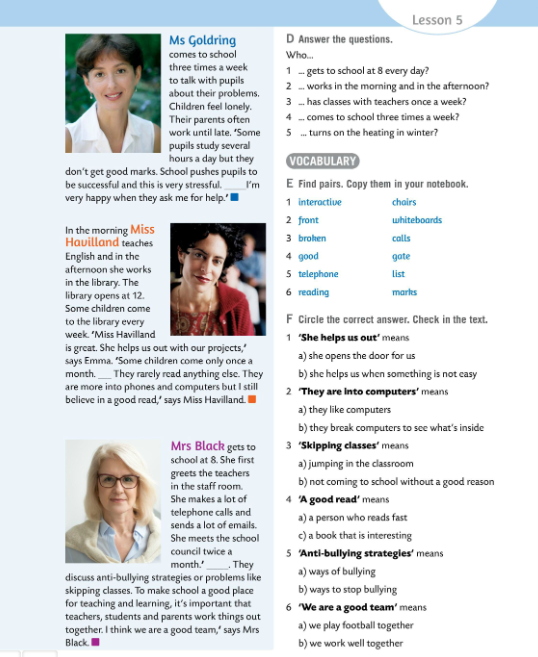 Lesson 5
Ms Goldring
comes to school
three times a week
to talk with pupils
about their problems.
Children feel lonely.
Their parents often
work until late. ‘Some
pupils study several
hours a day but they
don’t get good marks. School pushes pupils to
be successful and this is very stressful. ____I’m
very happy when they ask me for help.’
In the morning Miss
Havilland teaches
English and in the
afternoon she works
in the library. The
library opens at 12.
Some children come
to the library every
week. ‘Miss Havilland
is great. She helps us out with our projects,’
says Emma. ‘Some children come only once a
month. ___ They rarely read anything else. They
are more into phones and computers but I still
believe in a good read,’ says Miss Havilland.
Mrs Black gets to
school at 8. She first
greets the teachers
in the staff room.
She makes a lot of
telephone calls and
sends a lot of emails.
She meets the school
council twice a
month.’ _____. They
discuss anti-bullying strategies or problems like
skipping classes. To make school a good place
for teaching and learning, it’s important that
teachers, students and parents work things out
together. I think we are a good team,’ says Mrs
Black.
D Answer the questions.
Who...
1 ... gets to school at 8 every day?
2 ... works in the morning and in the afternoon?
3 ... has classes with teachers once a week?
4 ... comes to school three times a week?
5 ... turns on the heating in winter?
VOCABULARY
E Find pairs. Copy them in your notebook.
1 interactive chairs
2 front whiteboards
3 broken calls
4 good gate
5 telephone list
6 reading marks
F Circle the correct answer. Check in the text.
1 ‘She helps us out’ means
a) she opens the door for us
b) she helps us when something is not easy
2 ‘They are into computers’ means
a) they like computers
b) they break computers to see what’s inside
3 ‘Skipping classes’ means
a) jumping in the classroom
b) not coming to school without a good reason
4 ‘A good read’ means
a) a person who reads fast
c) a book that is interesting
5 ‘Anti-bullying strategies’ means
a) ways of bullying
b) ways to stop bullying
6 ‘We are a good team’ means
a) we play football together
b) we work well together